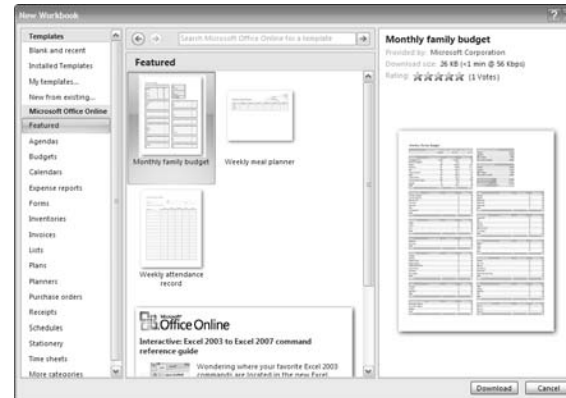 New Workbook
Templates
Blank and recent
Installed Templates
My templates...
New from existing...
Microsoft Office Online
Featured
Agendas
Budgets
Calendars
Expense reports
Forms
Inventories
Invoices
Lists
Plans
Planners
Purchase orders
Receipts
Schedules
Stationery
Time sheets
More categories
Search Microsoft Office Online for a template
Featured
Monthly family budget
Weekly meal planner
Weekly attendance
record
Microsoft
Office Online
Interactive: Excel 2003 to Excel 2007 command
reference guide
Wondering where your favorite Excel 2003
commands are located in the new Excel
Monthly family budget
Provided by: Microsoft Corporation
Download size: 26 KB (<1 min @ 56 Kbps)
Rating: (1 Votes)
Download
Cancel